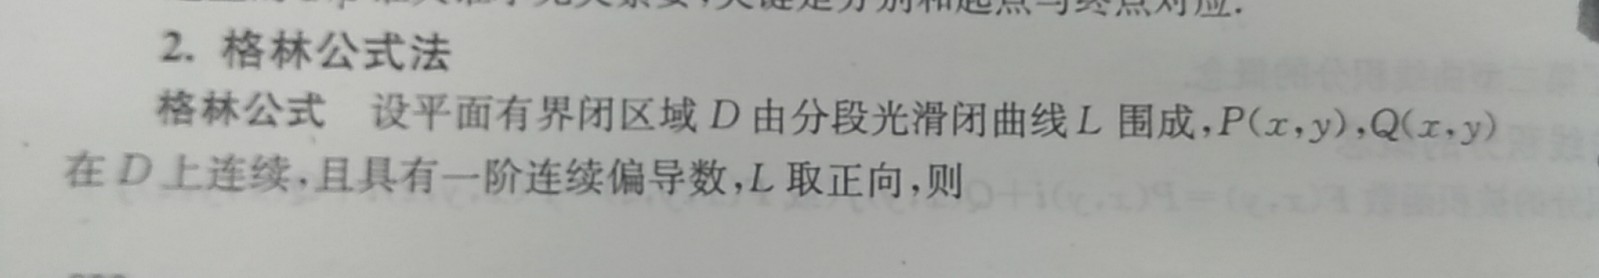 2. 格林公式法
格林公式 设平面有界闭区域 D 由分段光滑闭曲线 L 围成,P(x,y),Q(x,y)
在 D 上连续,且具有一阶连续偏导数,L 取正向,则